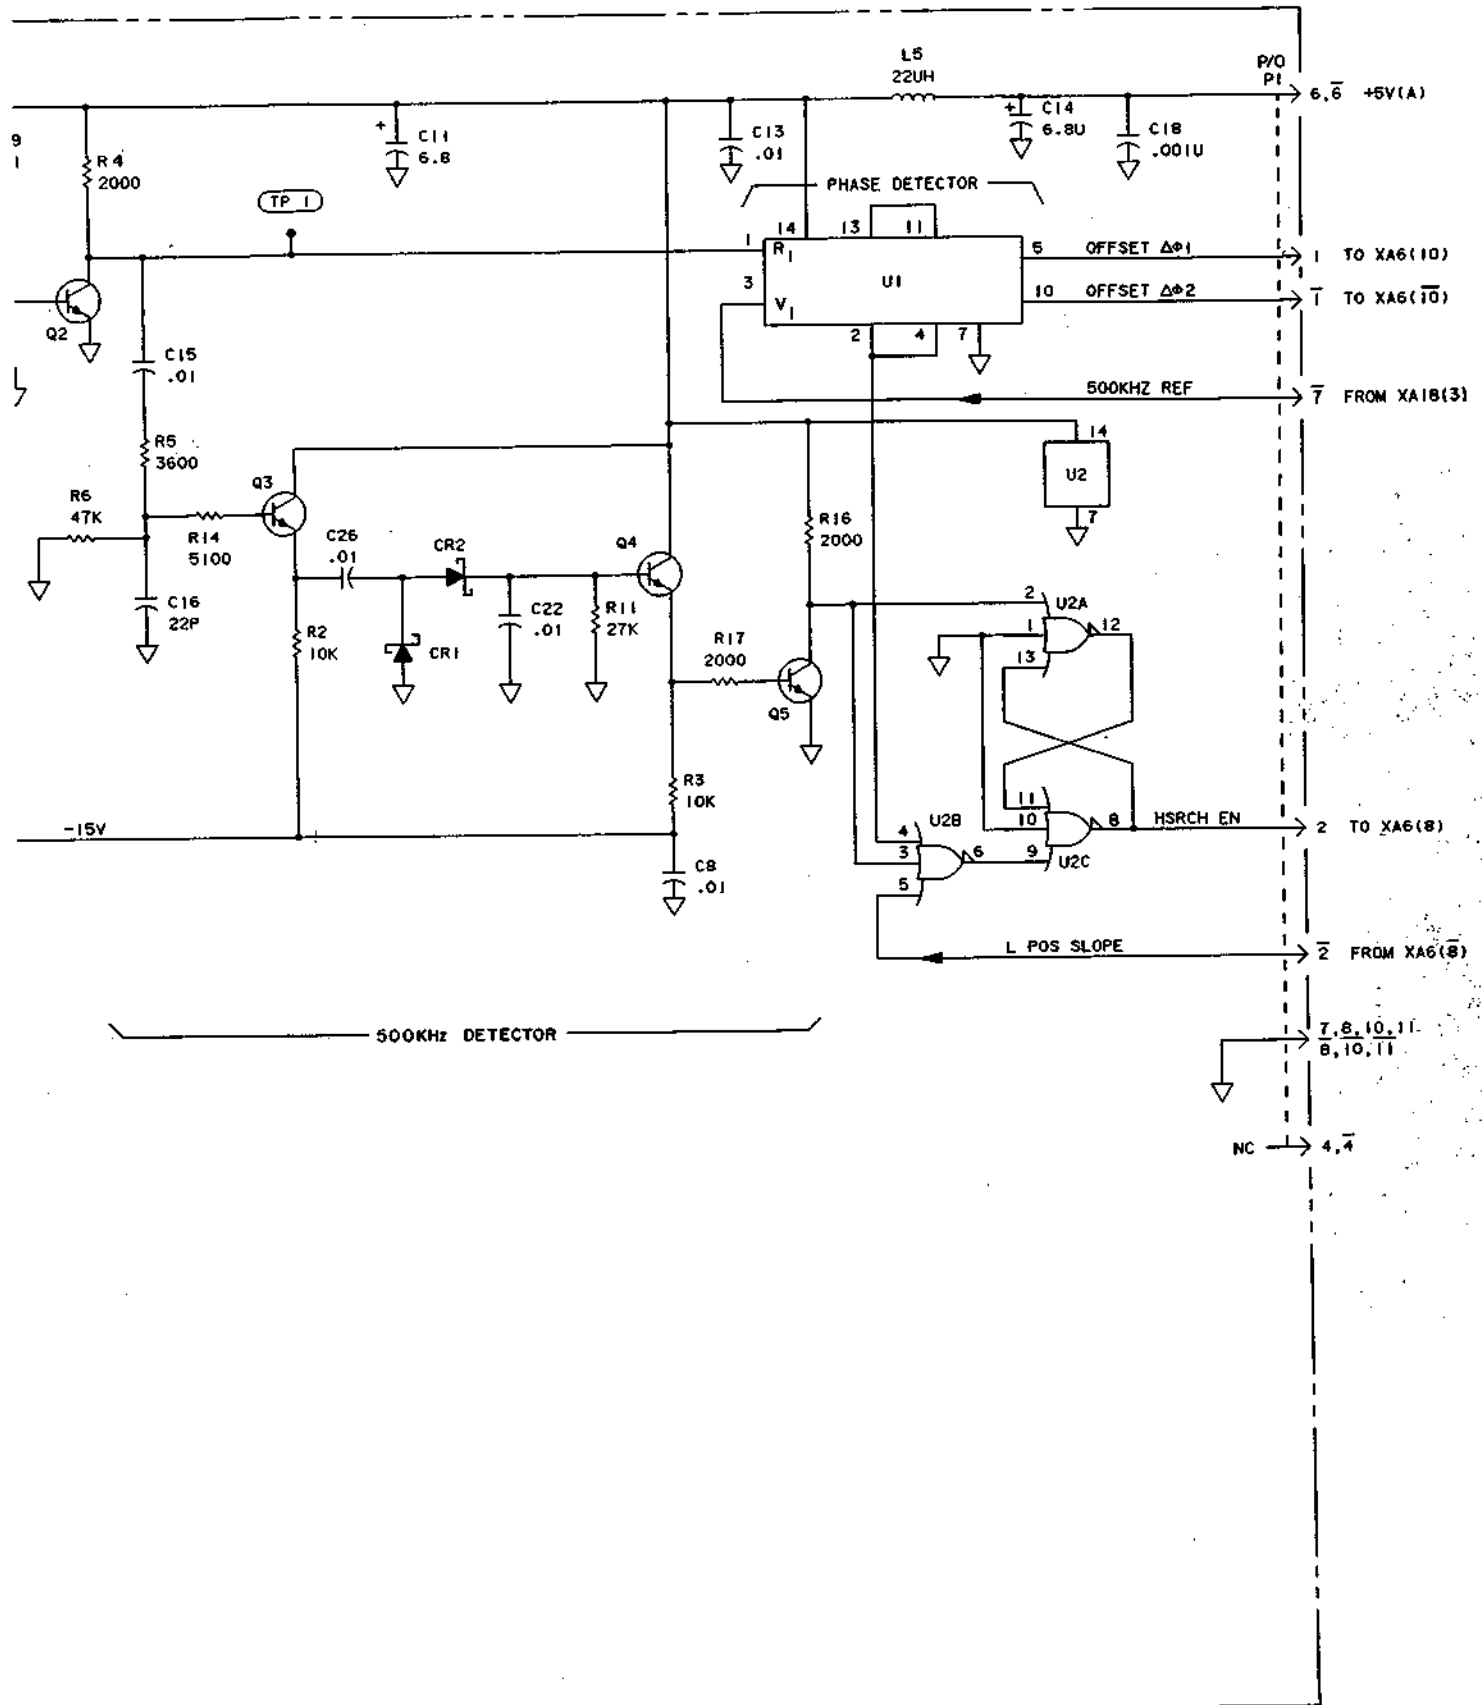 L5
22UH
P/O
P1
6,6̅ +5V(A)
9
1
R4
2000
+
C11
6.8
C13
.01
+
C14
6.8U
C18
.001U
TP 1
PHASE DETECTOR
1
14
13
11
R1
U1
5
OFFSET ΔΦ1
1 TO XA6(10)
3
V1
10
OFFSET ΔΦ2
1̅ TO XA6(1̅0̅)
2
4
7
Q2
C15
.01
500KHZ REF
7̅ FROM XA18(3)
R5
3600
14
U2
7
R6
47K
Q3
R14
5100
C26
.01
CR2
Q4
R16
2000
C16
22P
R2
10K
CR1
C22
.01
R11
27K
R17
2000
Q5
2
U2A
1
12
13
R3
10K
-15V
11
10
8
HSRCH EN
2 TO XA6(8)
U2B
4
3
6
9
U2C
5
C8
.01
L POS SLOPE
2̅ FROM XA6(8̅)
500KHz DETECTOR
7,8,10,11
8̅,1̅0̅,1̅1̅
NC
4,4̅